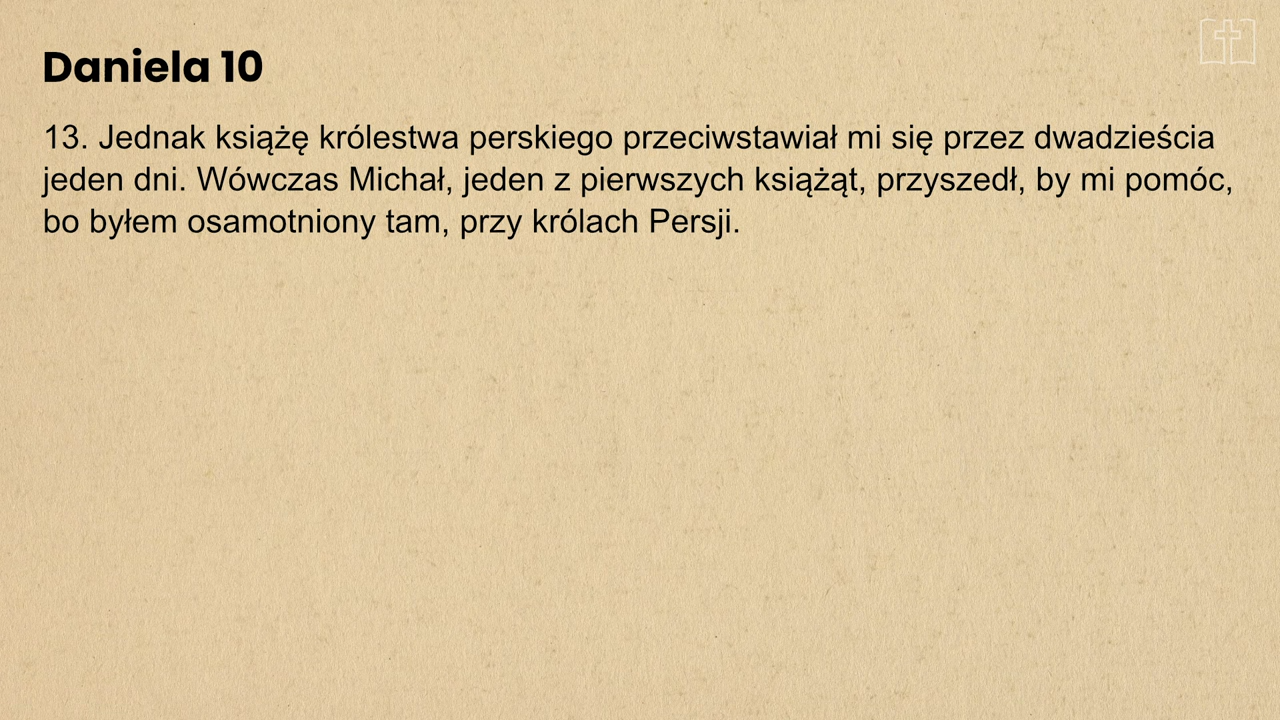 Daniela 10
13. Jednak książę królestwa perskiego przeciwstawiał mi się przez dwadzieścia
jeden dni. Wówczas Michał, jeden z pierwszych książąt, przyszedł, by mi pomóc,
bo byłem osamotniony tam, przy królach Persji.